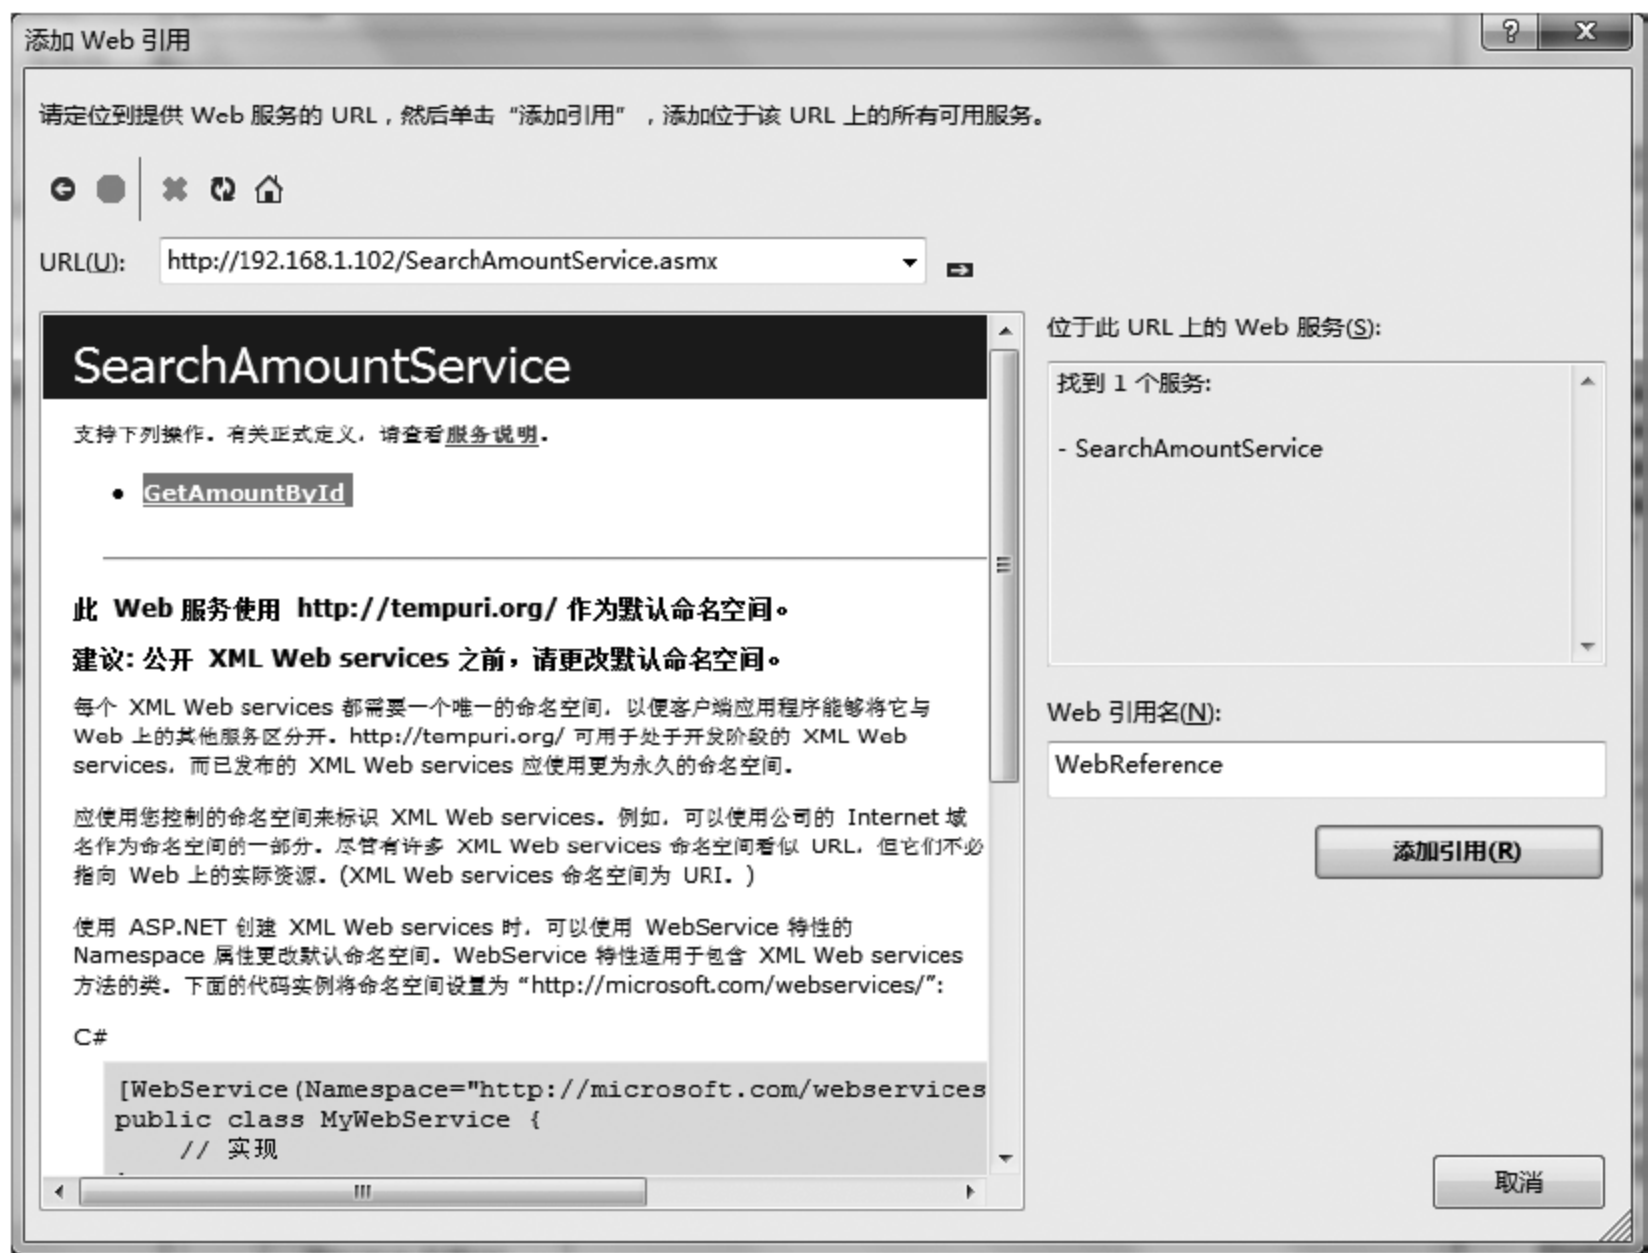 添加 Web 引用
请定位到提供 Web 服务的 URL，然后单击“添加引用”，添加位于该 URL 上的所有可用服务。
URL(U):
http://192.168.1.102/SearchAmountService.asmx
SearchAmountService
支持下列操作。有关正式定义，请查看服务说明。
• GetAmountById
此 Web 服务使用 http://tempuri.org/ 作为默认命名空间。
建议: 公开 XML Web services 之前，请更改默认命名空间。
每个 XML Web services 都需要一个唯一的命名空间，以便客户端应用程序能够将它与
Web 上的其他服务区分开。http://tempuri.org/ 可用于处于开发阶段的 XML Web
services，而已发布的 XML Web services 应使用更为永久的命名空间。
应使用您控制的命名空间来标识 XML Web services。例如，可以使用公司的 Internet 域
名作为命名空间的一部分。尽管有许多 XML Web services 命名空间看似 URL，但它们不必
指向 Web 上的实际资源。(XML Web services 命名空间为 URI。)
使用 ASP.NET 创建 XML Web services 时，可以使用 WebService 特性的
Namespace 属性更改默认命名空间。WebService 特性适用于包含 XML Web services
方法的类。下面的代码实例将命名空间设置为“http://microsoft.com/webservices/”:
C#
[WebService(Namespace="http://microsoft.com/webservices
public class MyWebService {
// 实现
位于此 URL 上的 Web 服务(S):
找到 1 个服务:
- SearchAmountService
Web 引用名(N):
WebReference
添加引用(R)
取消